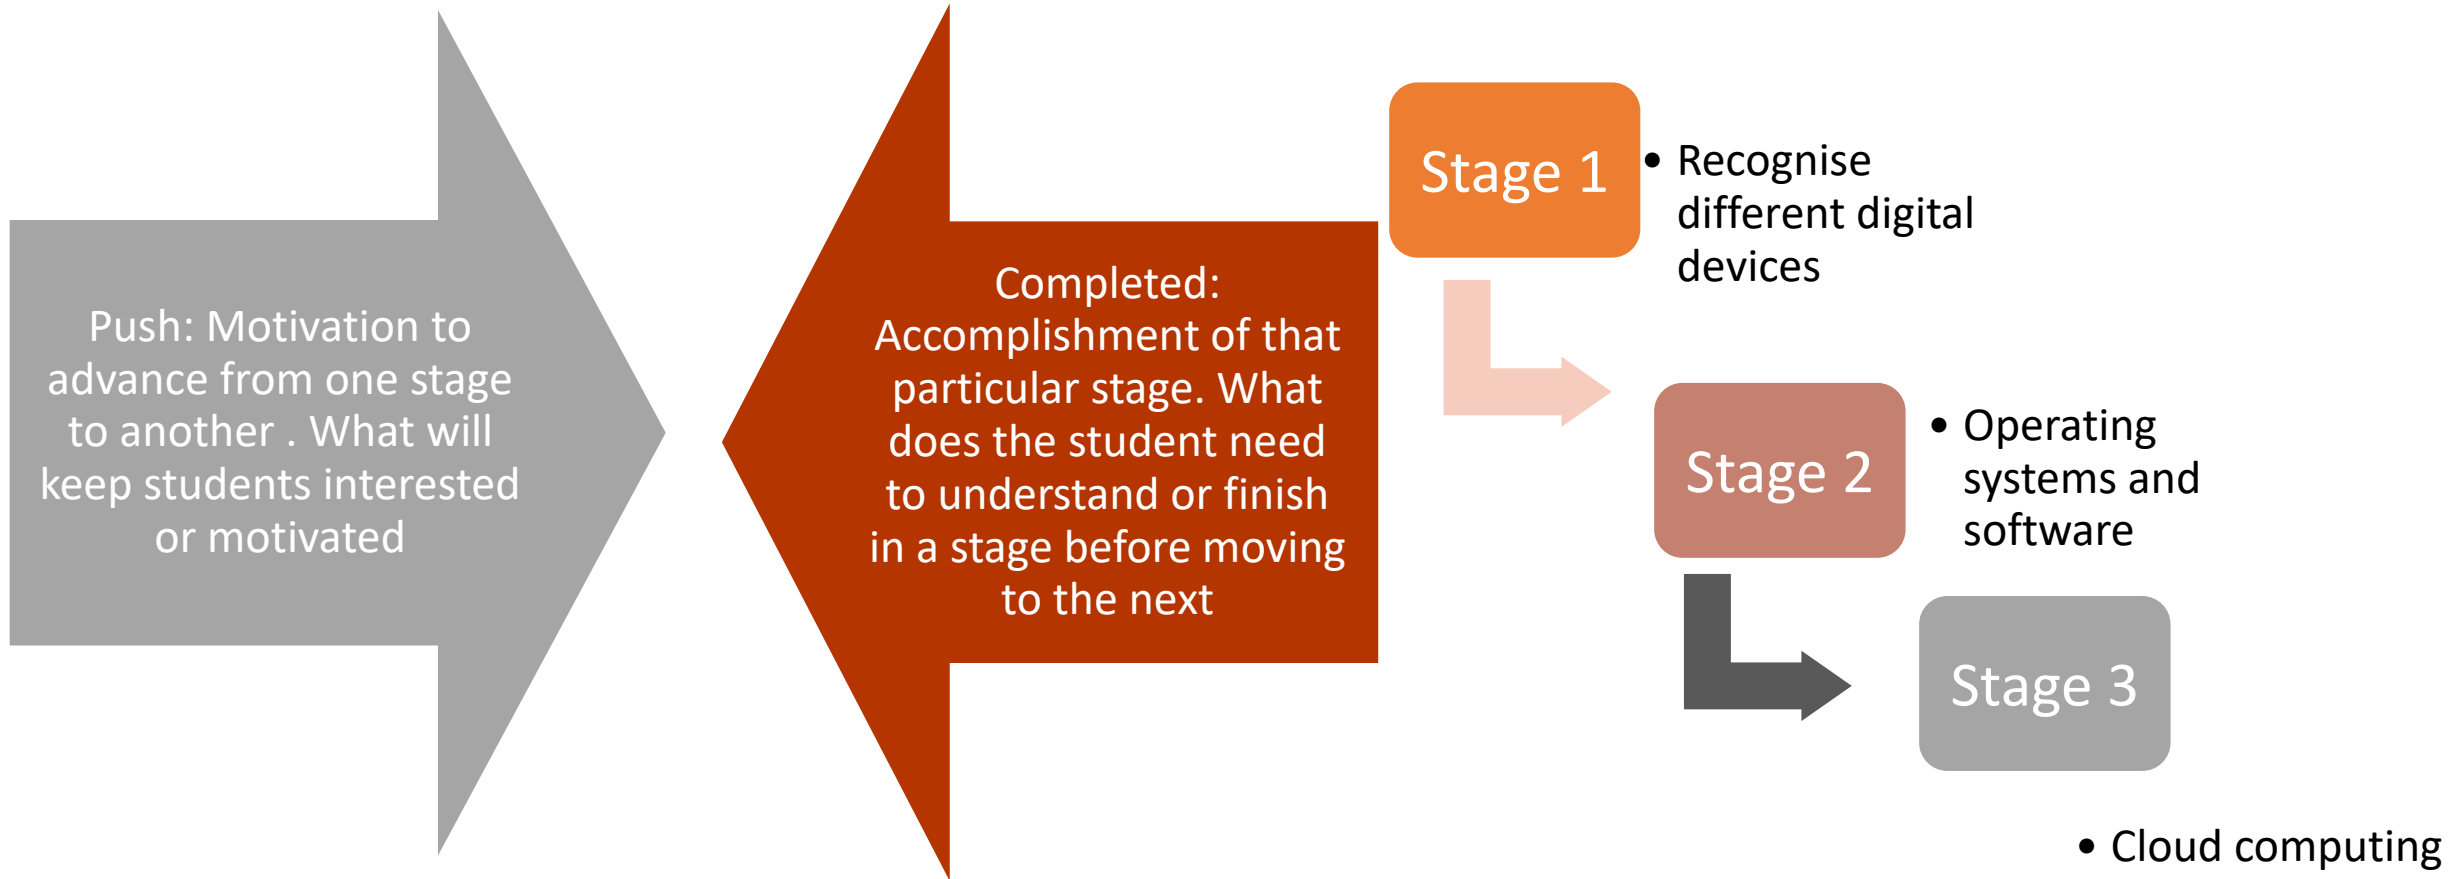 Push: Motivation to
advance from one stage
to another . What will
keep students interested
or motivated
Completed:
Accomplishment of that
particular stage. What
does the student need
to understand or finish
in a stage before moving
to the next
Stage 1
• Recognise
different digital
devices
Stage 2
• Operating
systems and
software
Stage 3
• Cloud computing